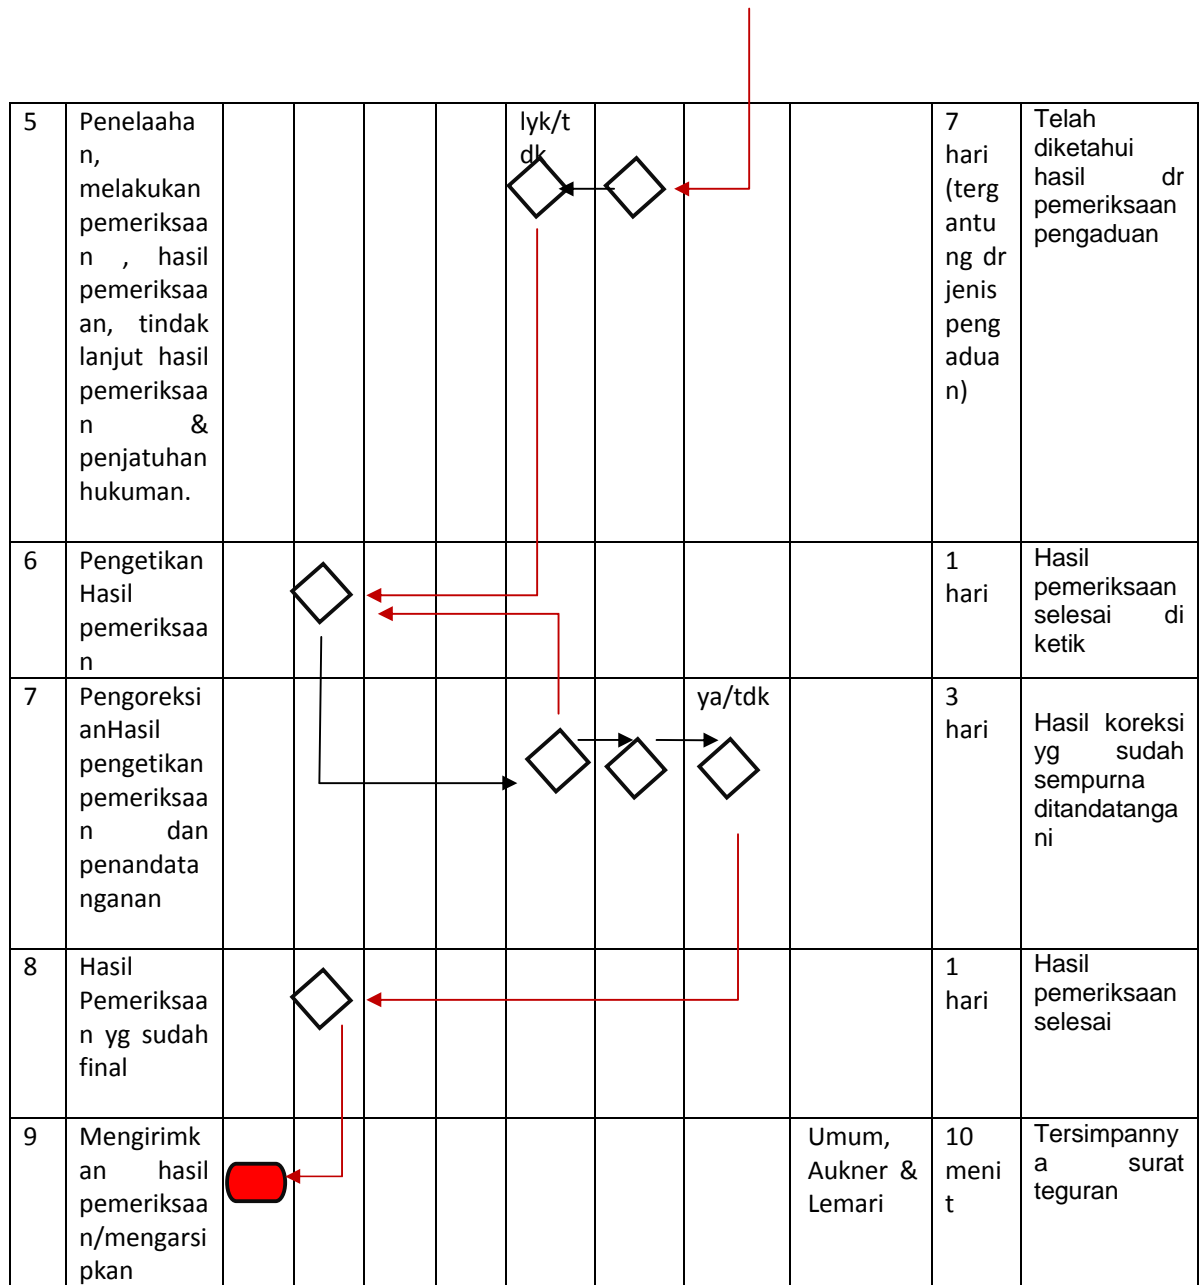 5
Penelaaha
n,
melakukan
pemeriksaa
n , hasil
pemeriksa
an, tindak
lanjut hasil
pemeriksaa
n &
penjatuhan
hukuman.
lyk/t
dk
7
hari
(terg
antu
ng dr
jenis
peng
adua
n)
Telah
diketahui
hasil dr
pemeriksaan
pengaduan
6
Pengetikan
Hasil
pemeriksaa
n
1
hari
Hasil
pemeriksaan
selesai di
ketik
7
Pengoreksi
anHasil
pengetikan
pemeriksaa
n dan
penandata
nganan
ya/tdk
3
hari
Hasil koreksi
yg sudah
sempurna
ditandatanga
ni
8
Hasil
Pemeriksaa
n yg sudah
final
1
hari
Hasil
pemeriksaan
selesai
9
Mengirimk
an hasil
pemeriksaa
n/mengarsi
pkan
Umum,
Aukner &
Lemari
10
meni
t
Tersimpanny
a surat
teguran